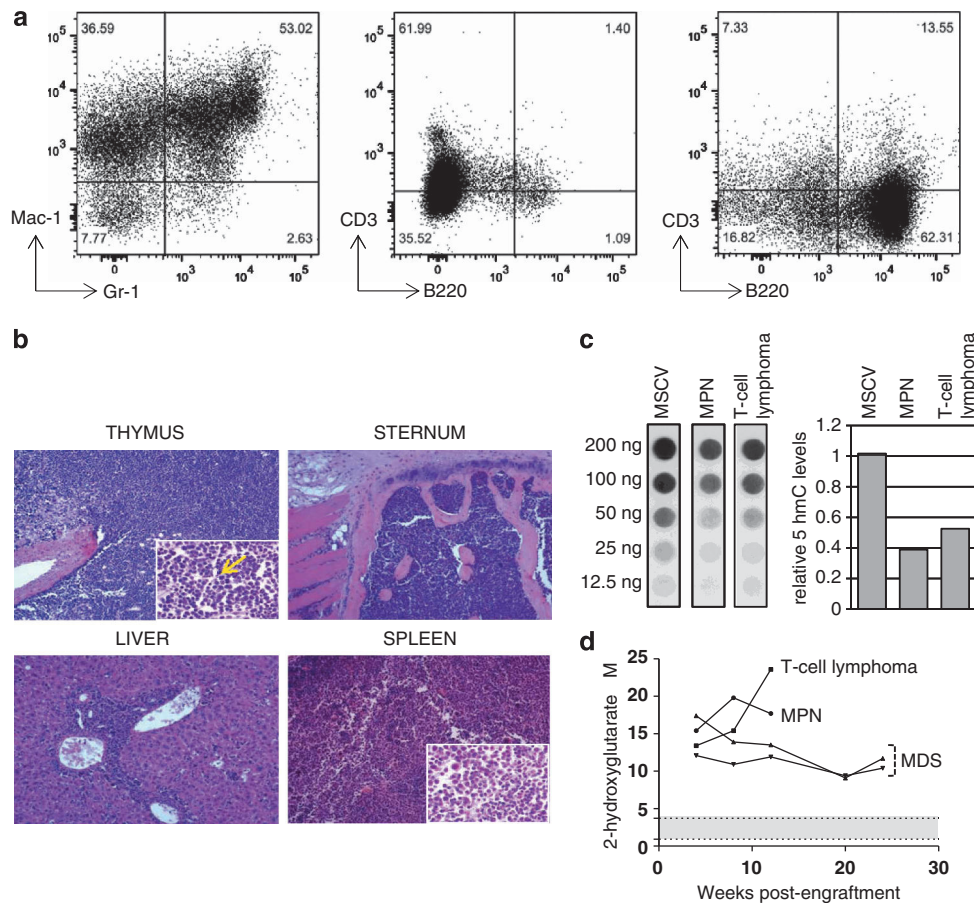 a
36.59 53.02
10⁵
10⁴
10³
Mac-1
7.77 2.63
0 10³ 10⁴ 10⁵
Gr-1
61.99 1.40
10⁵
10⁴
10³
CD3
35.52 1.09
0 10³ 10⁴ 10⁵
B220
7.33 13.55
10⁵
10⁴
10³
CD3
16.82 62.31
0 10³ 10⁴ 10⁵
B220
b
THYMUS STERNUM
LIVER SPLEEN
c
MSCV
MPN
T-cell
lymphoma
200 ng
100 ng
50 ng
25 ng
12.5 ng
MSCV
MPN
T-cell
lymphoma
relative 5 hmC levels
1.2
1
0.8
0.6
0.4
0.2
0
d
2-hydroxyglutarate M
25
20
15
10
5
0
T-cell lymphoma
MPN
MDS
0 10 20 30
Weeks post-engraftment